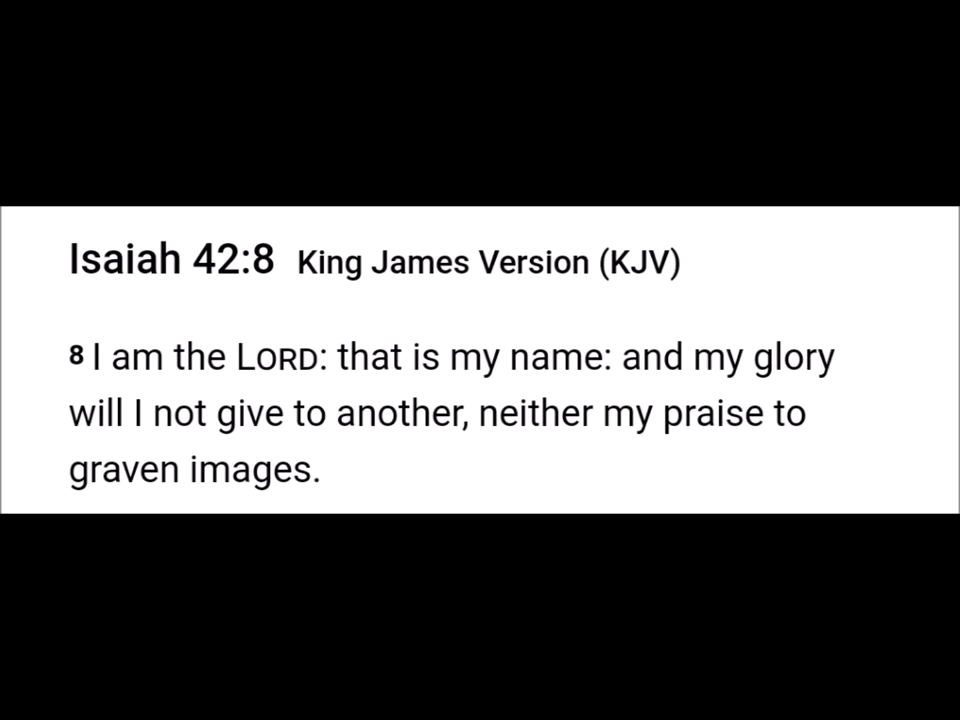 Isaiah 42:8 King James Version (KJV)
8 I am the LORD: that is my name: and my glory
will I not give to another, neither my praise to
graven images.